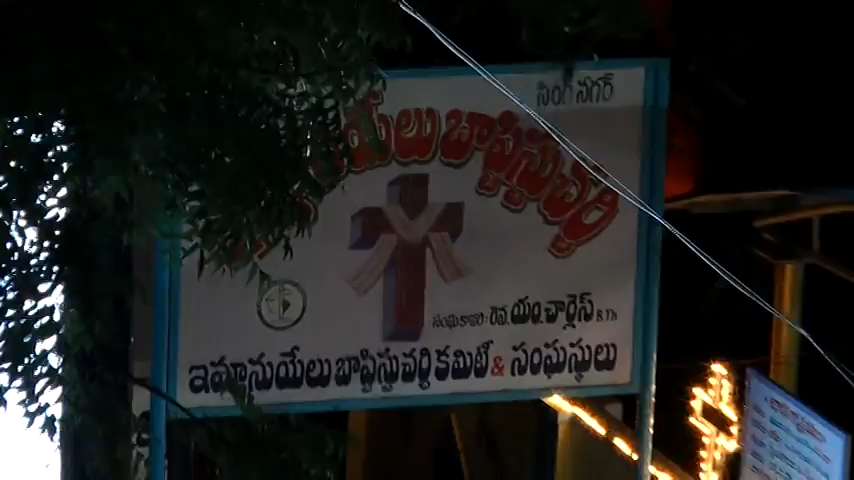 సింగ్ నగర్
యేలు బాప్టిస్టుచర్చి
సంఘకాపరి: రెవ. యం. చార్లెస్ B.Th
ఇమానుయేలు బాప్టిస్టుచర్చి కమిటీ & సంఘస్తులు